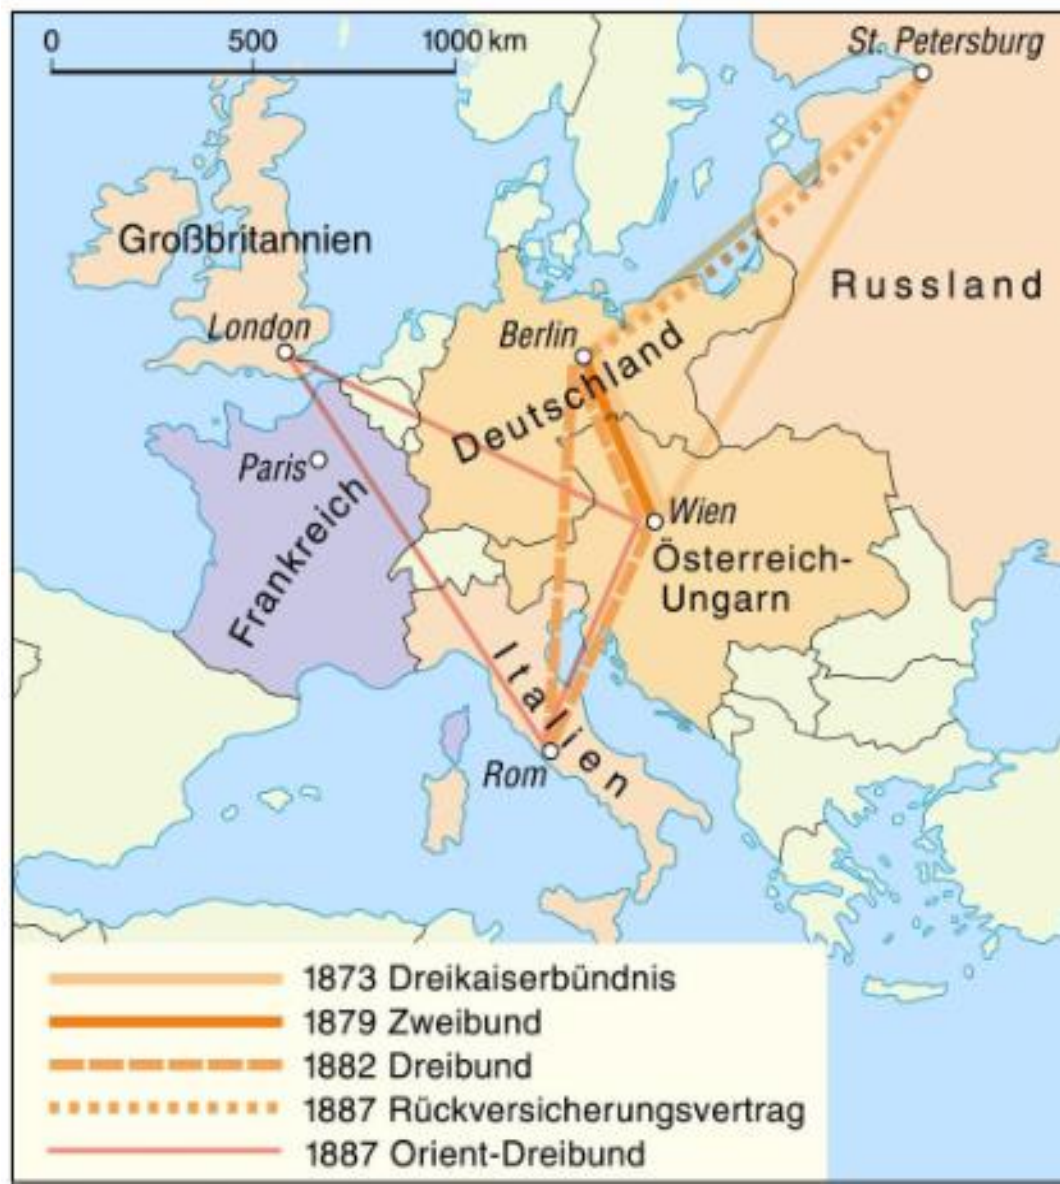 0 500 1000 km
St. Petersburg
Großbritannien
Russland
London
Berlin
Deutschland
Paris
Frankreich
Wien
Österreich-
Ungarn
Italien
Rom
1873 Dreikaiserbündnis
1879 Zweibund
1882 Dreibund
1887 Rückversicherungsvertrag
1887 Orient-Dreibund